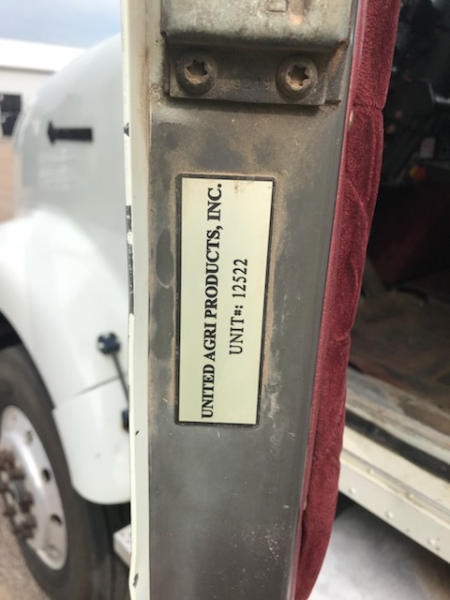 UNITED AGRI PRODUCTS, INC.
UNIT#: 12522